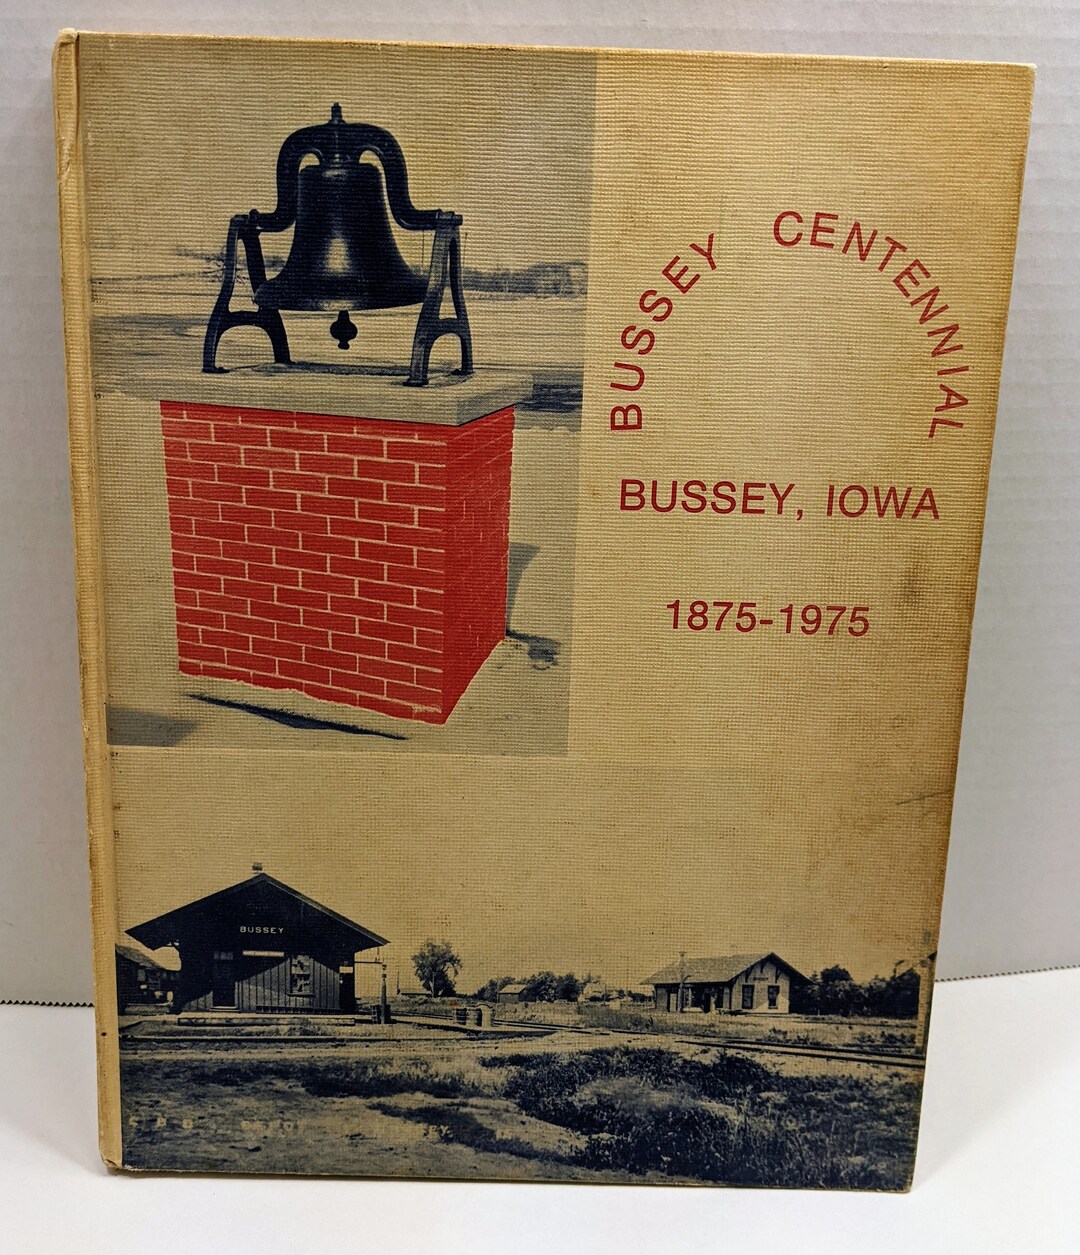 BUSSEY CENTENNIAL
BUSSEY, IOWA
1875-1975
BUSSEY